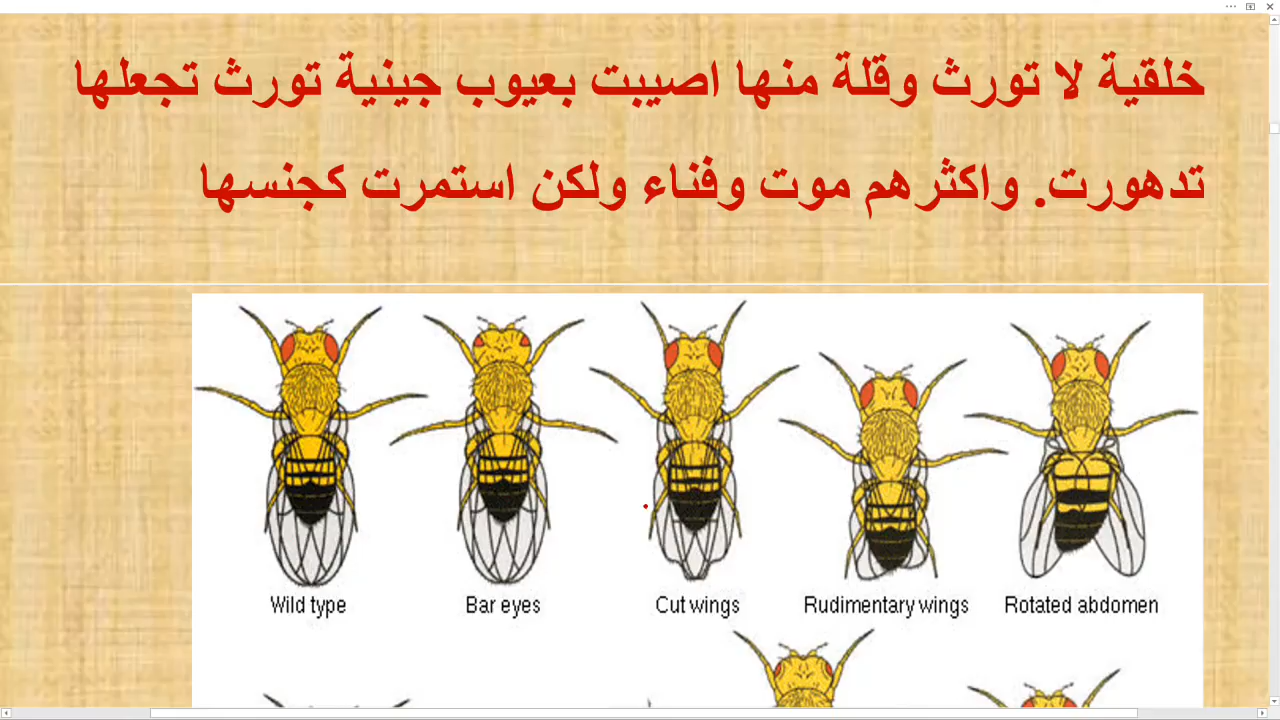 خلقية لا تورث وقلة منها اصيبت بعيوب جينية تورث تجعلها
تدهورت. واكثرهم موت وفناء ولكن استمرت كجنسها
Wild type
Bar eyes
Cut wings
Rudimentary wings
Rotated abdomen